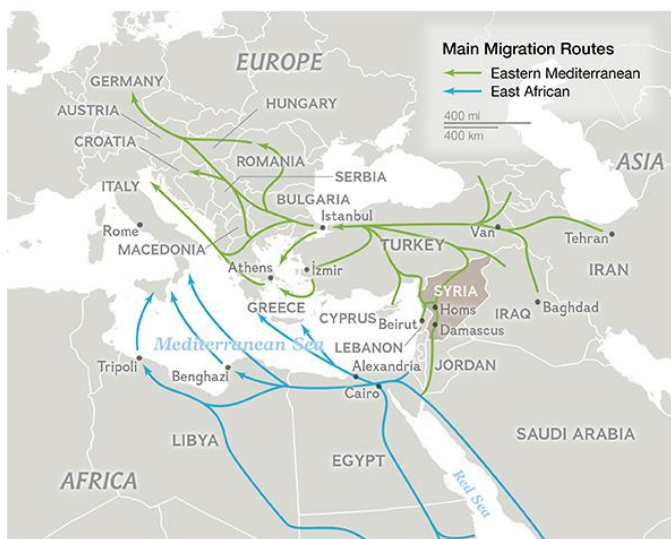 Main Migration Routes
Eastern Mediterranean
East African
400 mi
400 km
EUROPE
GERMANY
AUSTRIA
HUNGARY
CROATIA
ROMANIA
SERBIA
ASIA
ITALY
BULGARIA
Istanbul
Rome
MACEDONIA
TURKEY
Van
Tehran
Athens
İzmir
IRAN
GREECE
SYRIA
CYPRUS
Homs
IRAQ
Baghdad
Beirut
Damascus
Mediterranean Sea
LEBANON
Tripoli
Benghazi
Alexandria
JORDAN
Cairo
LIBYA
EGYPT
SAUDI ARABIA
AFRICA
Red Sea